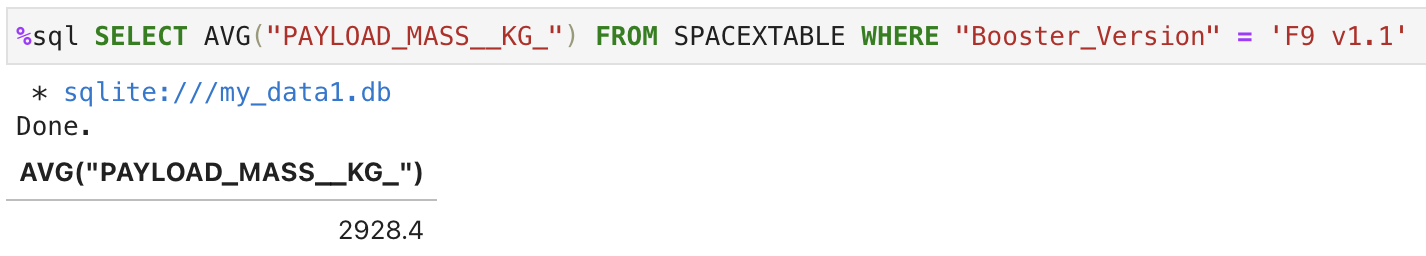 %sql SELECT AVG("PAYLOAD_MASS__KG_") FROM SPACEXTABLE WHERE "Booster_Version" = 'F9 v1.1'
* sqlite:///my_data1.db
Done.
AVG("PAYLOAD_MASS__KG_")
2928.4